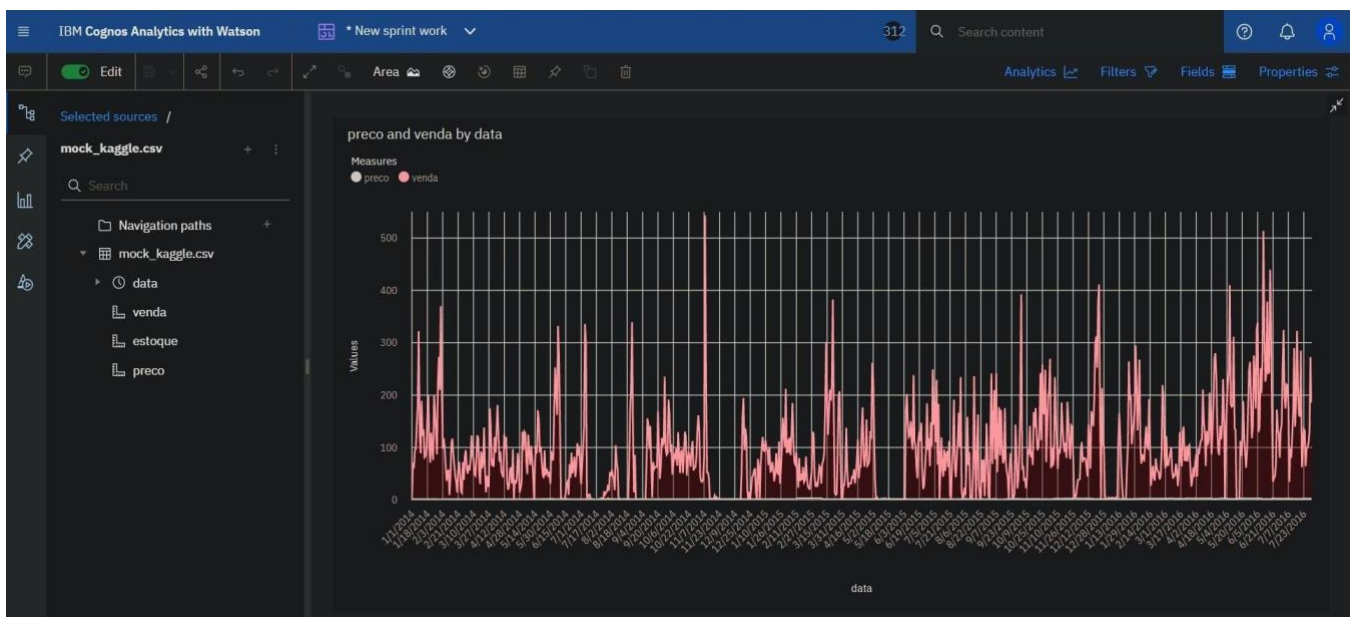 IBM Cognos Analytics with Watson
* New sprint work
312
Search content
Edit
Area
Analytics
Filters
Fields
Properties
Selected sources /
mock_kaggle.csv
Search
Navigation paths
mock_kaggle.csv
data
venda
estoque
preco
preco and venda by data
Measures
preco venda
Values
500
400
300
200
100
0
1/1/2014
1/18/2014
2/3/2014
2/21/2014
3/10/2014
3/27/2014
4/12/2014
4/28/2014
5/14/2014
5/30/2014
6/15/2014
7/1/2014
7/17/2014
8/2/2014
8/18/2014
9/4/2014
9/20/2014
10/6/2014
10/22/2014
11/7/2014
11/23/2014
12/9/2014
12/25/2014
1/10/2015
1/26/2015
2/11/2015
2/27/2015
3/15/2015
3/31/2015
4/16/2015
5/2/2015
5/18/2015
6/3/2015
6/19/2015
7/5/2015
7/21/2015
8/6/2015
8/22/2015
9/7/2015
9/23/2015
10/9/2015
10/25/2015
11/10/2015
11/26/2015
12/12/2015
12/28/2015
1/13/2016
1/29/2016
2/14/2016
3/1/2016
3/17/2016
4/2/2016
4/18/2016
5/4/2016
5/20/2016
6/5/2016
6/21/2016
7/7/2016
7/23/2016
data